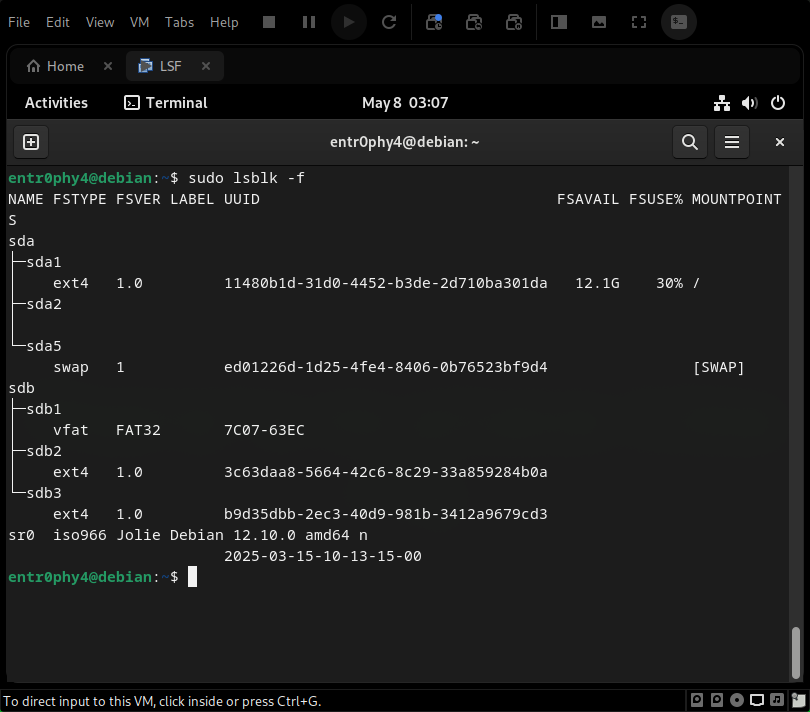 File Edit View VM Tabs Help
Home LSF
Activities Terminal May 8 03:07
entr0phy4@debian: ~
entr0phy4@debian:~$ sudo lsblk -f
NAME FSTYPE FSVER LABEL UUID                                 FSAVAIL FSUSE% MOUNTPOINT
S
sda
├─sda1
     ext4   1.0         11480b1d-31d0-4452-b3de-2d710ba301da   12.1G    30% /
├─sda2

└─sda5
     swap   1           ed01226d-1d25-4fe4-8406-0b76523bf9d4                [SWAP]
sdb
├─sdb1
     vfat   FAT32       7C07-63EC
├─sdb2
     ext4   1.0         3c63daa8-5664-42c6-8c29-33a859284b0a
└─sdb3
     ext4   1.0         b9d35dbb-2ec3-40d9-981b-3412a9679cd3
sr0  iso966 Jolie Debian 12.10.0 amd64 n
                        2025-03-15-10-13-15-00
entr0phy4@debian:~$
To direct input to this VM, click inside or press Ctrl+G.